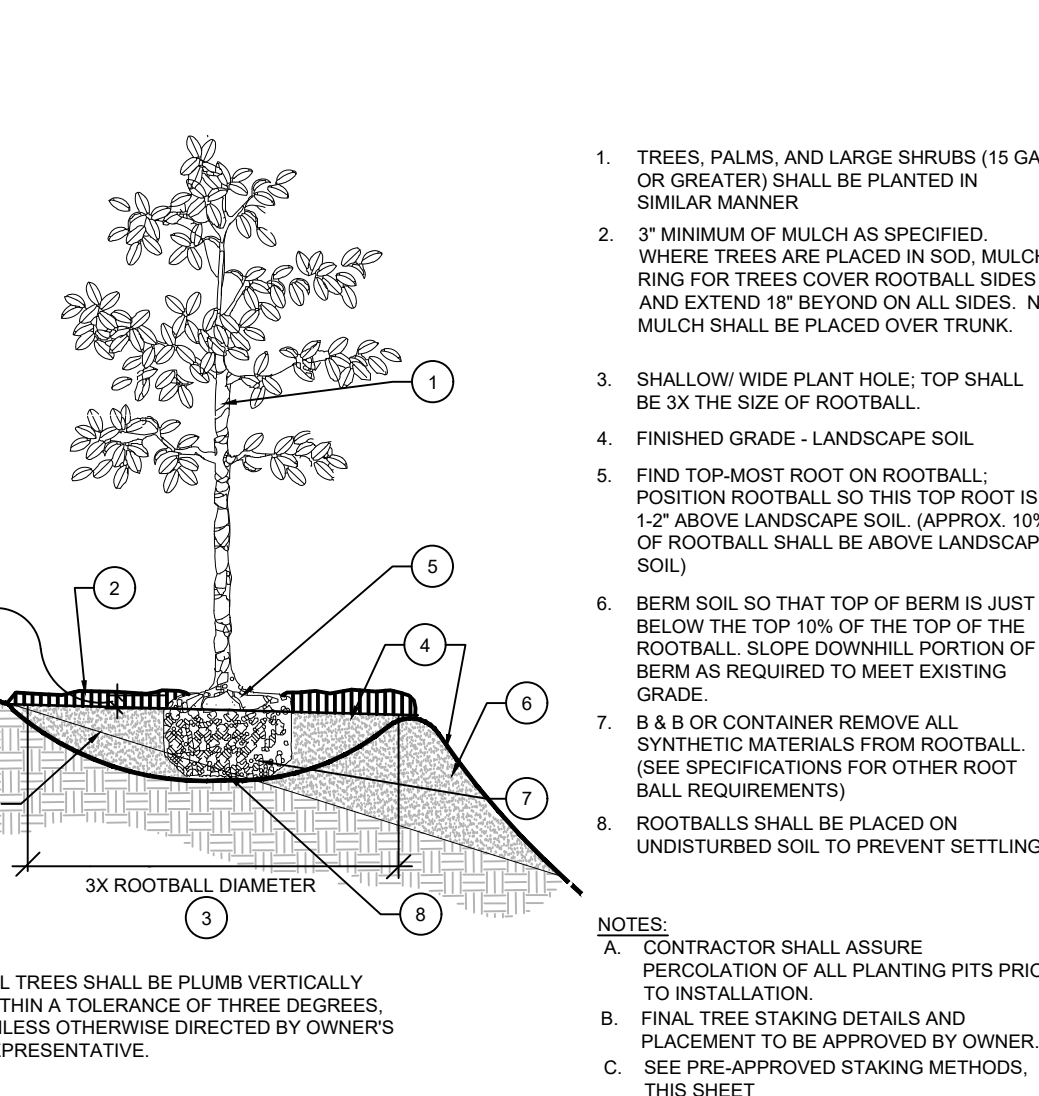 1. TREES, PALMS, AND LARGE SHRUBS (15
OR GREATER) SHALL BE PLANTED IN
SIMILAR MANNER
2. 3" MINIMUM OF MULCH AS SPECIFIED.
WHERE TREES ARE PLACED IN SOD, MULCH
RING FOR TREES COVER ROOTBALL SIDES
AND EXTEND 18" BEYOND ON ALL SIDES.
MULCH SHALL BE PLACED OVER TRUNK.
3. SHALLOW/ WIDE PLANT HOLE; TOP SHALL
BE 3X THE SIZE OF ROOTBALL.
4. FINISHED GRADE - LANDSCAPE SOIL
5. FIND TOP-MOST ROOT ON ROOTBALL;
POSITION ROOTBALL SO THIS TOP ROOT IS
1-2" ABOVE LANDSCAPE SOIL. (APPROX. 10%
OF ROOTBALL SHALL BE ABOVE LANDSCAP
SOIL)
6. BERM SOIL SO THAT TOP OF BERM IS JUST
BELOW THE TOP 10% OF THE TOP OF THE
ROOTBALL. SLOPE DOWNHILL PORTION OF
BERM AS REQUIRED TO MEET EXISTING
GRADE.
7. B & B OR CONTAINER REMOVE ALL
SYNTHETIC MATERIALS FROM ROOTBALL.
(SEE SPECIFICATIONS FOR OTHER ROOT
BALL REQUIREMENTS)
8. ROOTBALLS SHALL BE PLACED ON
UNDISTURBED SOIL TO PREVENT SETTLING
NOTES:
A. CONTRACTOR SHALL ASSURE
PERCOLATION OF ALL PLANTING PITS PRIO
TO INSTALLATION.
B. FINAL TREE STAKING DETAILS AND
PLACEMENT TO BE APPROVED BY OWNER.
C. SEE PRE-APPROVED STAKING METHODS,
THIS SHEET
1
2
5
4
6
7
3X ROOTBALL DIAMETER
3
8
L TREES SHALL BE PLUMB VERTICALLY
THIN A TOLERANCE OF THREE DEGREES,
LESS OTHERWISE DIRECTED BY OWNER'S
EPRESENTATIVE.